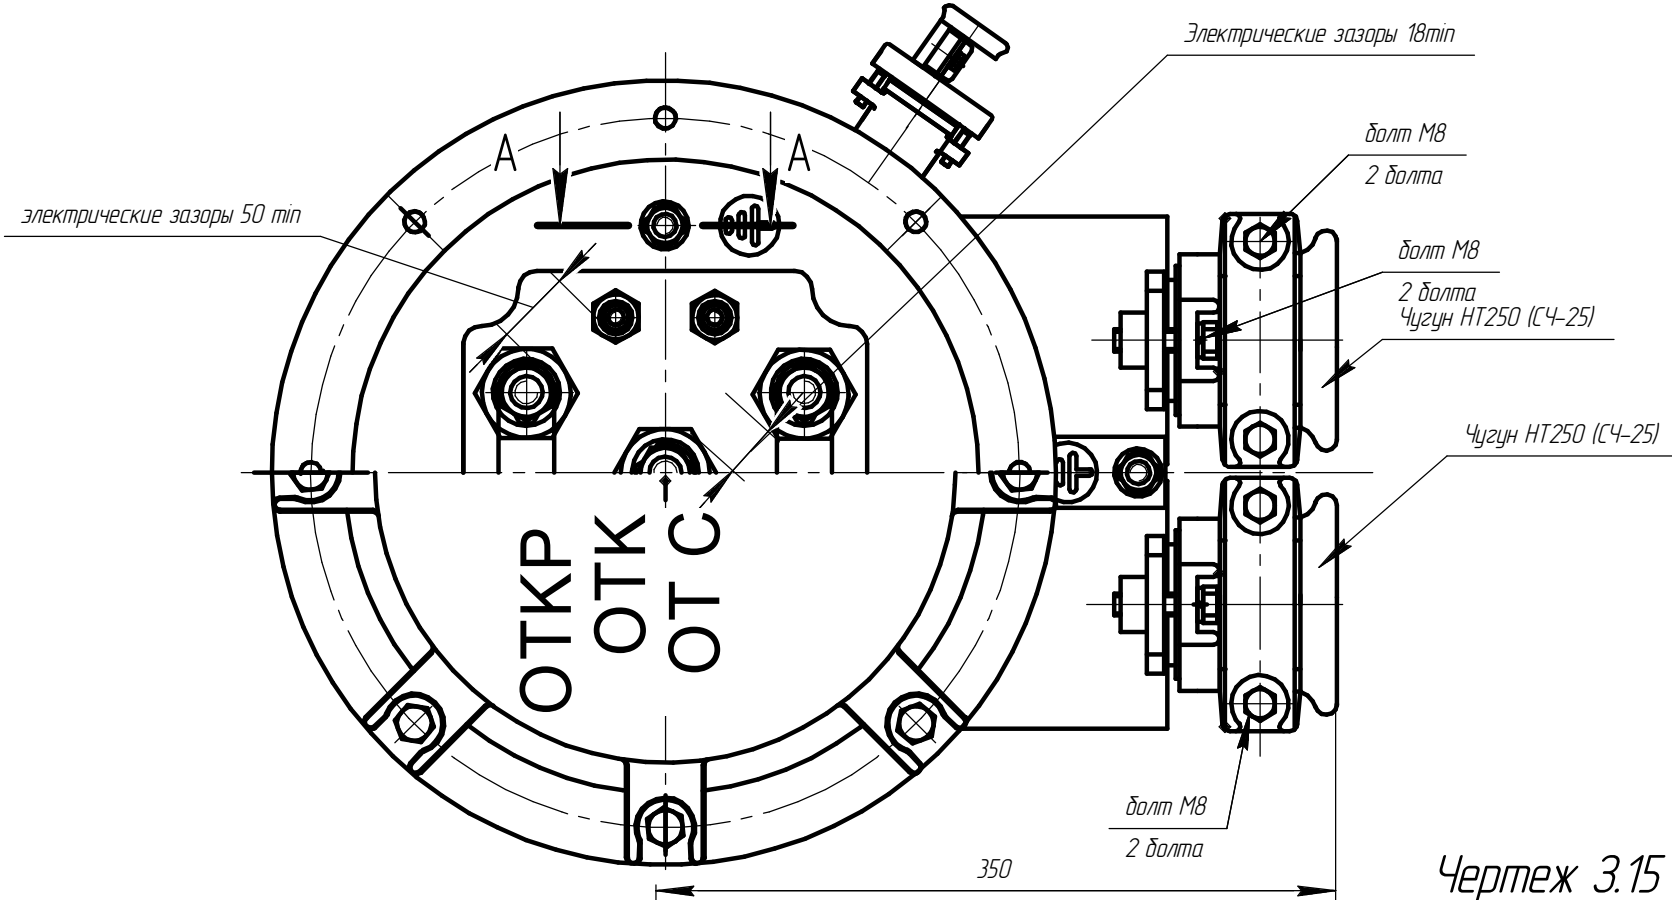 Электрические зазоры 18min
болт М8
2 болта
А
А
электрические зазоры 50 min
болт М8
2 болта
Чугун НТ250 (СЧ-25)
Чугун НТ250 (СЧ-25)
ОТКР
ОТК
ОТ С
болт М8
2 болта
350
Чертеж 3.15